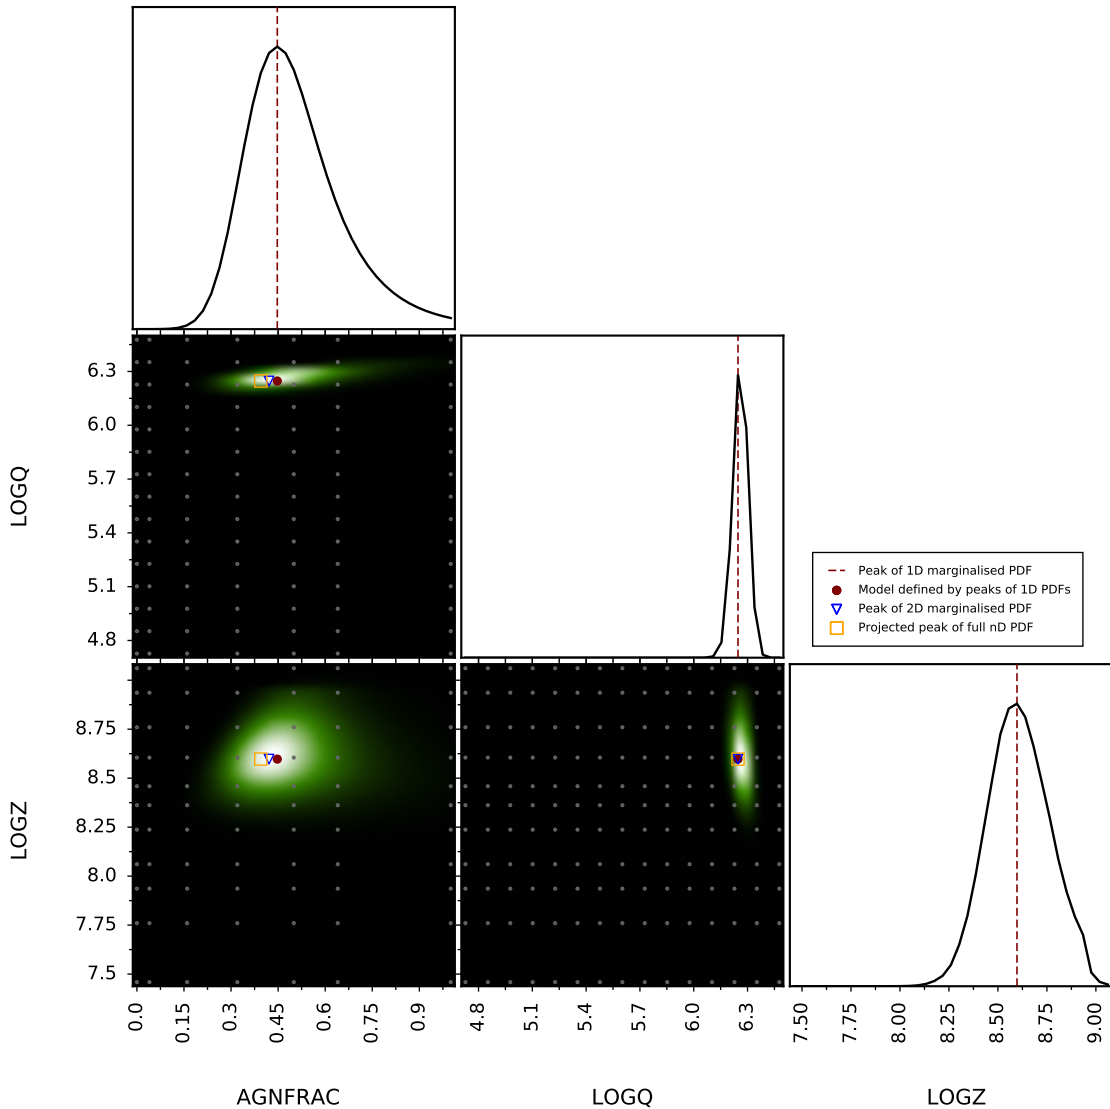 6.3
6.0
5.7
5.4
5.1
4.8
LOGQ
Peak of 1D marginalised PDF
Model defined by peaks of 1D PDFs
Peak of 2D marginalised PDF
Projected peak of full nD PDF
8.75
8.5
8.25
8.0
7.75
7.5
LOGZ
0.0 0.15 0.3 0.45 0.6 0.75 0.9
4.8 5.1 5.4 5.7 6.0 6.3
7.50 7.75 8.00 8.25 8.50 8.75 9.00
AGNFRAC LOGQ LOGZ